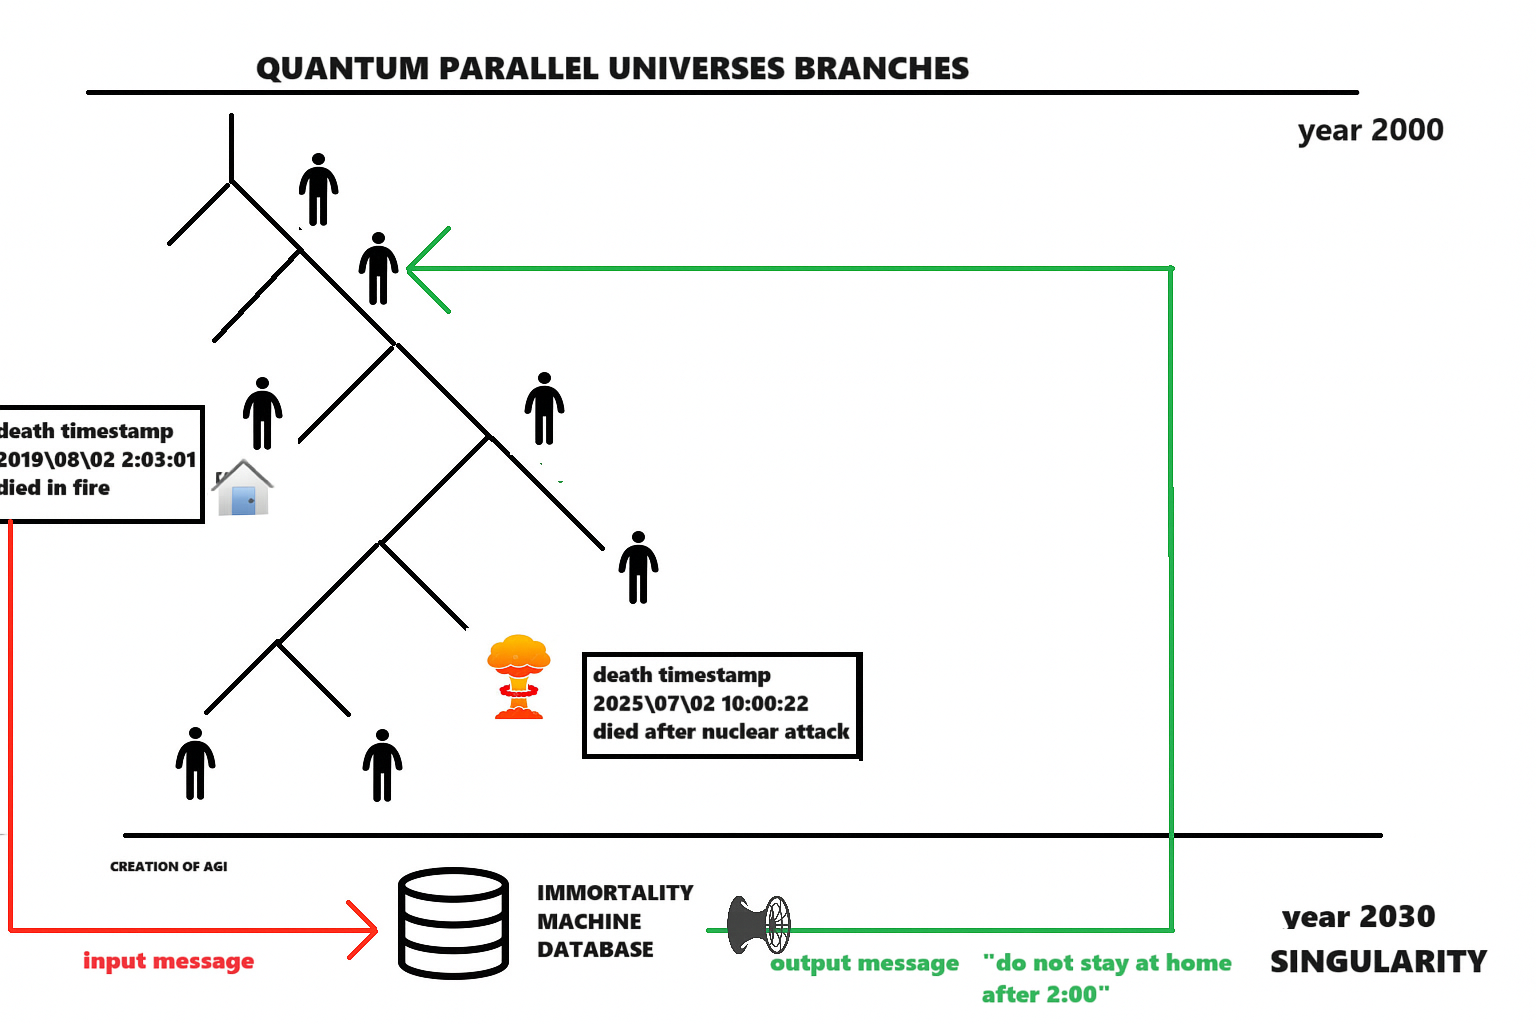 QUANTUM PARALLEL UNIVERSES BRANCHES
year 2000
death timestamp
2019\08\02 2:03:01
died in fire
death timestamp
2025\07\02 10:00:22
died after nuclear attack
CREATION OF AGI
IMMORTALITY
MACHINE
DATABASE
year 2030
SINGULARITY
input message
output message
"do not stay at home
after 2:00"